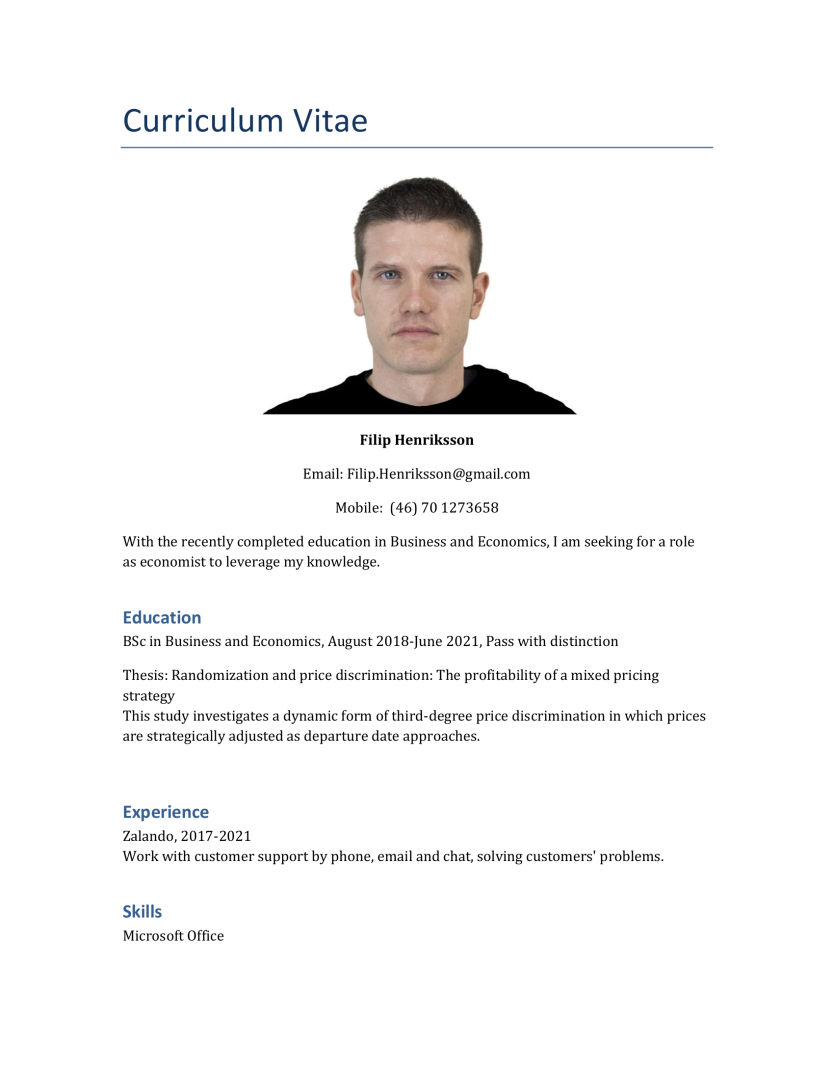 Curriculum Vitae
Filip Henriksson
Email: Filip.Henriksson@gmail.com
Mobile:  (46) 70 1273658
With the recently completed education in Business and Economics, I am seeking for a role
as economist to leverage my knowledge.
Education
BSc in Business and Economics, August 2018-June 2021, Pass with distinction
Thesis: Randomization and price discrimination: The profitability of a mixed pricing
strategy
This study investigates a dynamic form of third-degree price discrimination in which prices
are strategically adjusted as departure date approaches.
Experience
Zalando, 2017-2021
Work with customer support by phone, email and chat, solving customers' problems.
Skills
Microsoft Office